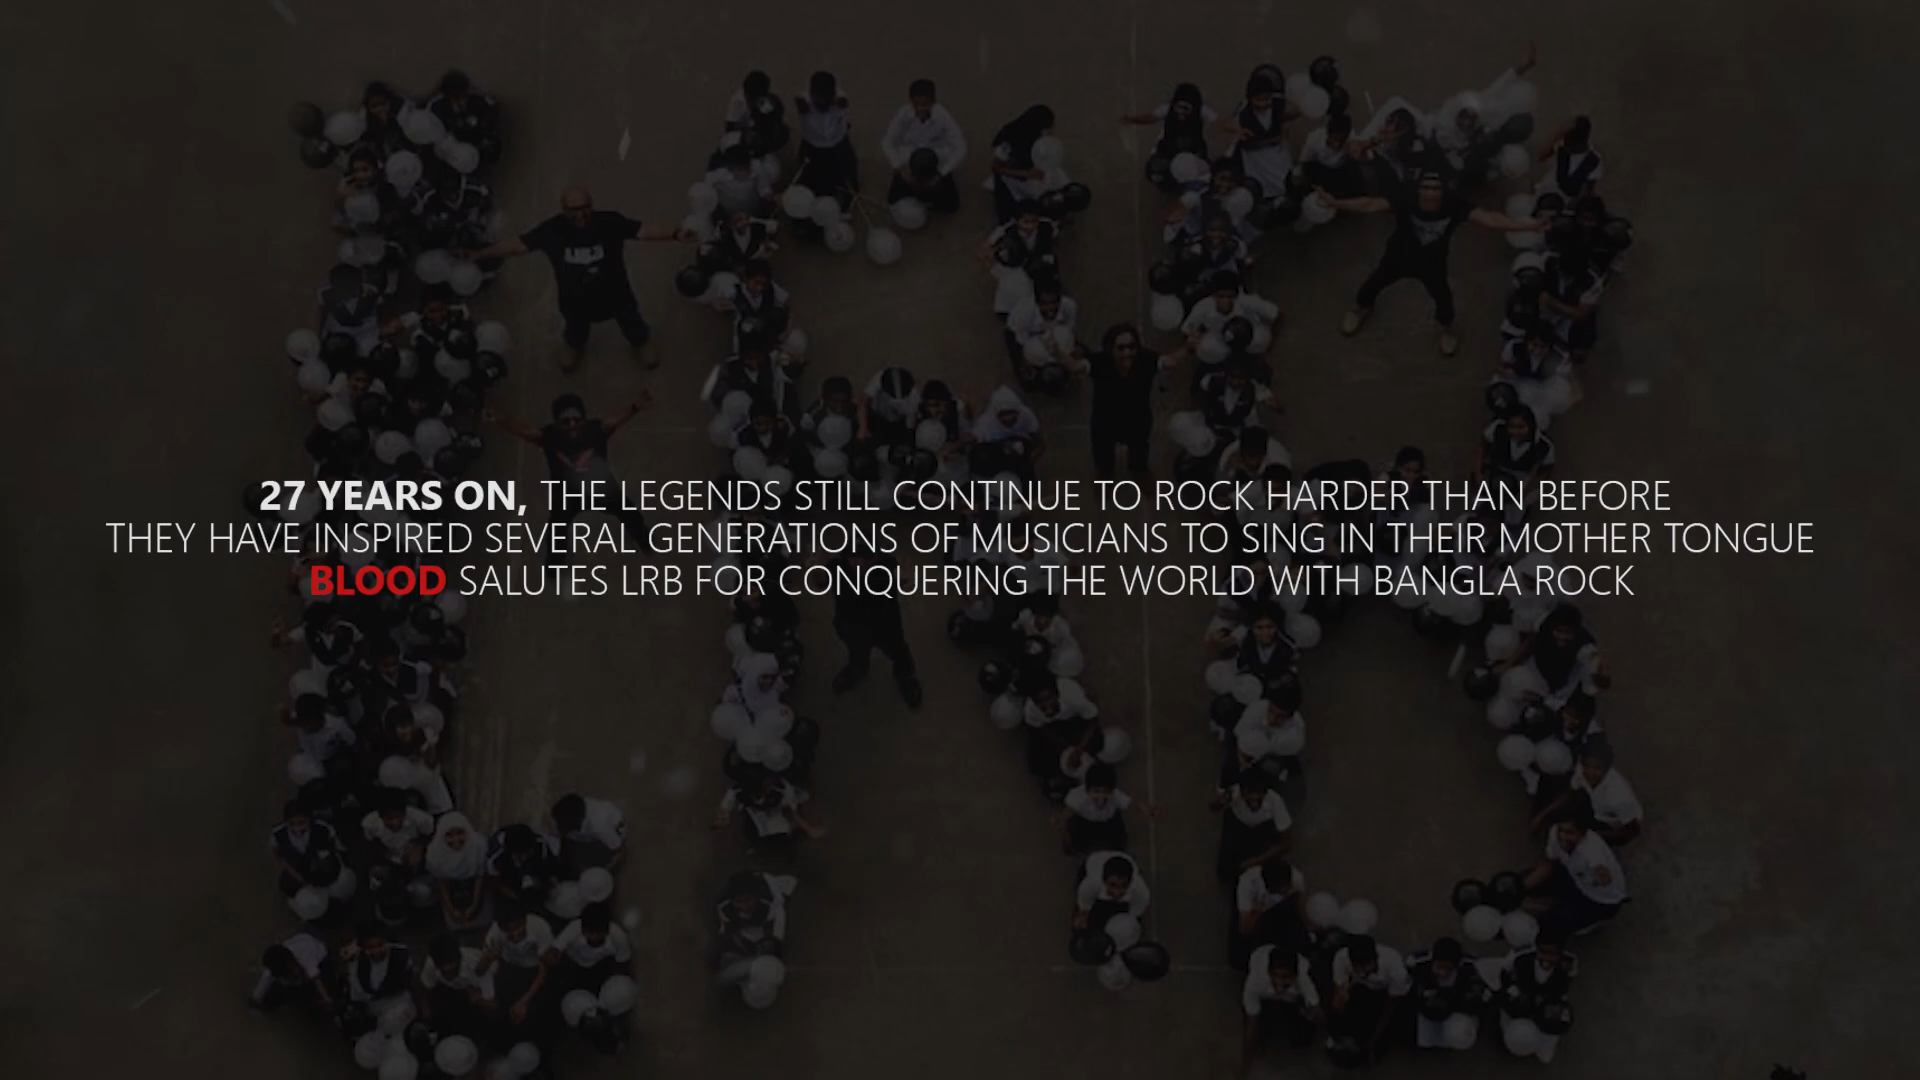 27 YEARS ON, THE LEGENDS STILL CONTINUE TO ROCK HARDER THAN BEFORE
THEY HAVE INSPIRED SEVERAL GENERATIONS OF MUSICIANS TO SING IN THEIR MOTHER TONGUE
BLOOD SALUTES LRB FOR CONQUERING THE WORLD WITH BANGLA ROCK